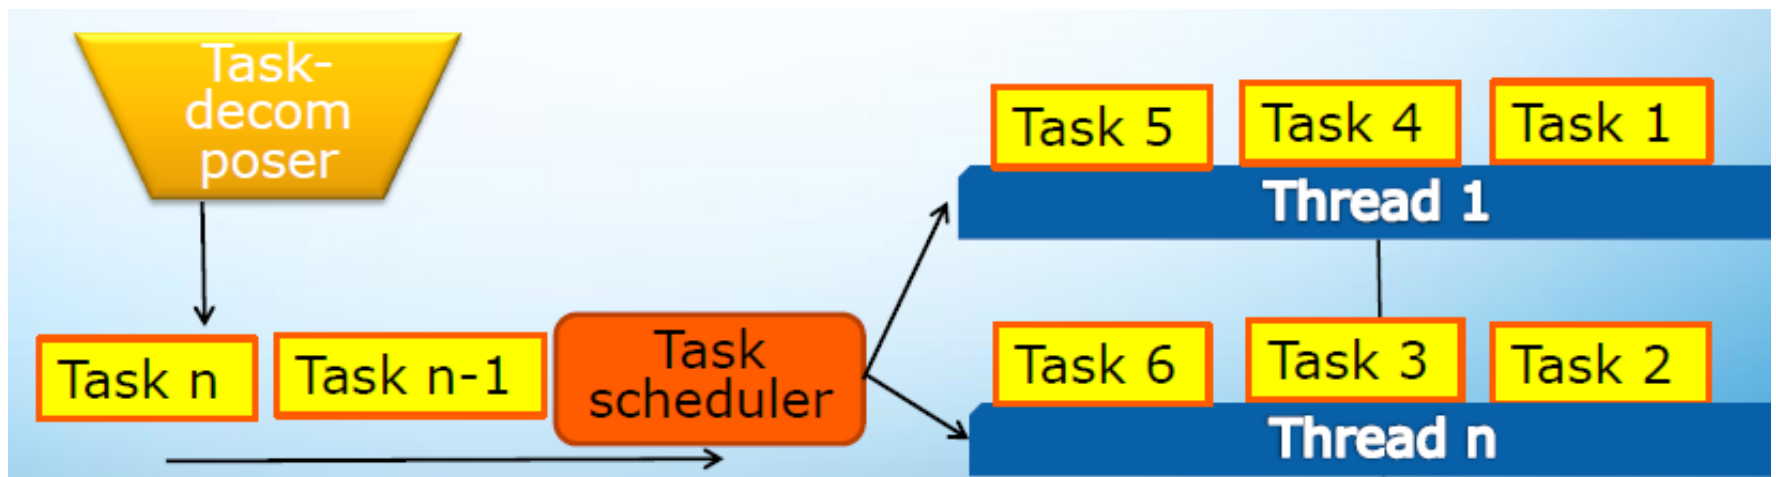 Task-
decom
poser
Task n
Task n-1
Task
scheduler
Task 5
Task 4
Task 1
Thread 1
Task 6
Task 3
Task 2
Thread n